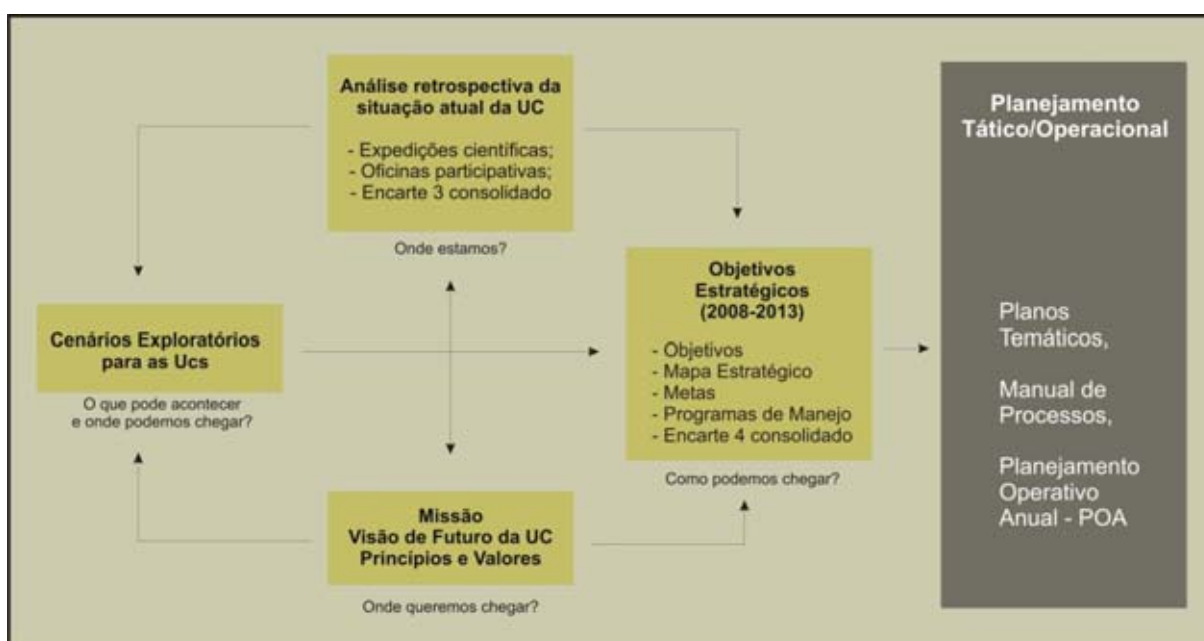 Análise retrospectiva da
situação atual da UC
- Expedições científicas;
- Oficinas participativas;
- Encarte 3 consolidado
Onde estamos?
Cenários Exploratórios
para as Ucs
O que pode acontecer
e onde podemos chegar?
Missão
Visão de Futuro da UC
Princípios e Valores
Onde queremos chegar?
Objetivos
Estratégicos
(2008-2013)
- Objetivos
- Mapa Estratégico
- Metas
- Programas de Manejo
- Encarte 4 consolidado
Como podemos chegar?
Planejamento
Tático/Operacional
Planos
Temáticos,
Manual de
Processos,
Planejamento
Operativo
Anual - POA